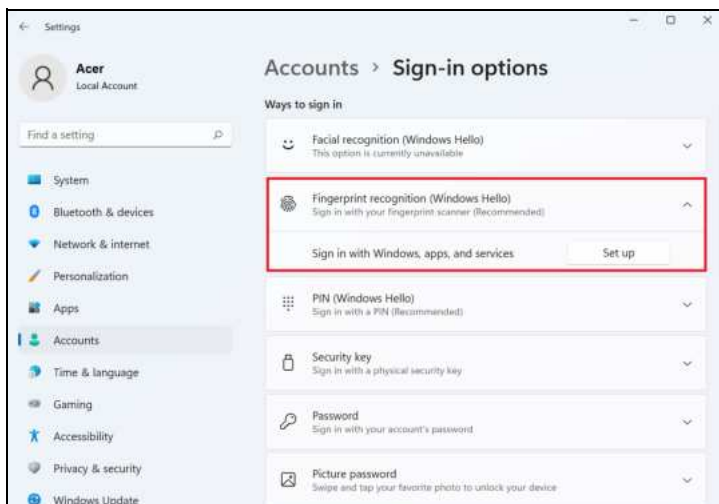 Settings
Acer
Local Account
Find a setting
System
Bluetooth & devices
Network & internet
Personalization
Apps
Accounts
Time & language
Gaming
Accessibility
Privacy & security
Windows Update
Accounts > Sign-in options
Ways to sign in
Facial recognition (Windows Hello)
This option is currently unavailable
Fingerprint recognition (Windows Hello)
Sign in with your fingerprint scanner (Recommended)
Sign in with Windows, apps, and services
Set up
PIN (Windows Hello)
Sign in with a PIN (Recommended)
Security key
Sign in with a physical security key
Password
Sign in with your account's password
Picture password
Swipe and tap your favorite photo to unlock your device